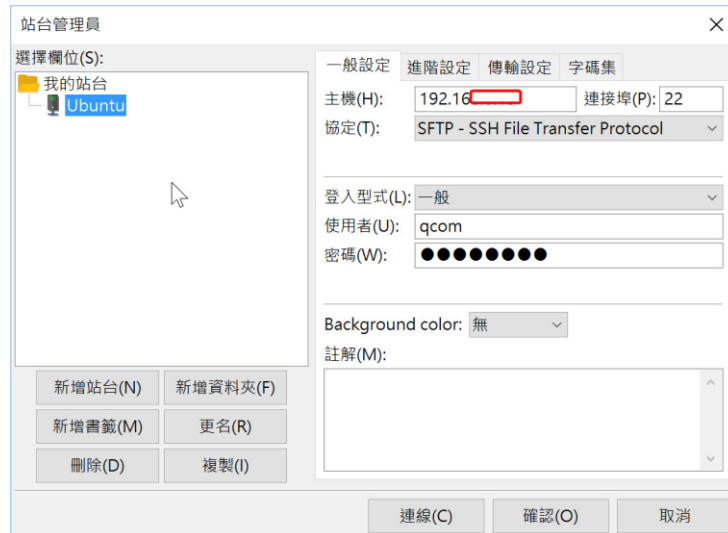 站台管理員
選擇欄位(S):
我的站台
Ubuntu
新增站台(N) 新增資料夾(F)
新增書籤(M) 更名(R)
刪除(D) 複製(I)
一般設定 進階設定 傳輸設定 字碼集
主機(H): 192.16 連接埠(P): 22
協定(T): SFTP - SSH File Transfer Protocol
登入型式(L): 一般
使用者(U): qcom
密碼(W): ●●●●●●●●
Background color: 無
註解(M):
連線(C) 確認(O) 取消